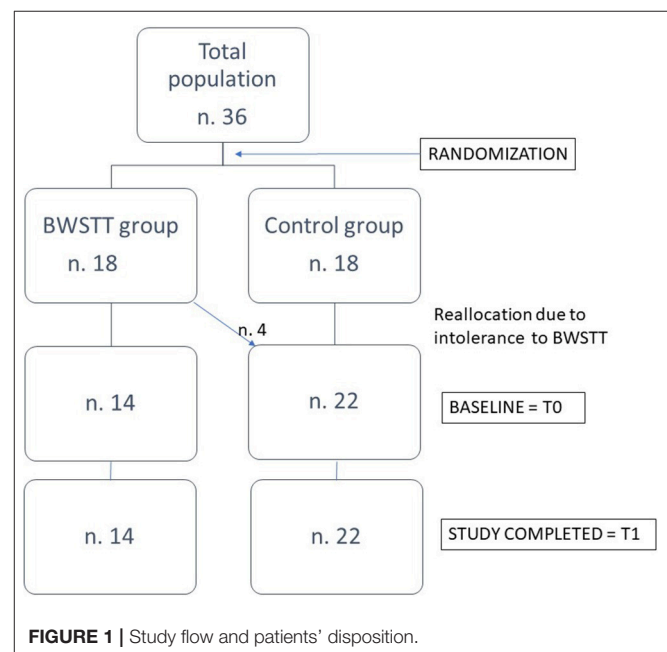 Total
population
n. 36
RANDOMIZATION
BWSTT group
n. 18
Control group
n. 18
n. 4
Reallocation due to
intolerance to BWSTT
n. 14
n. 22
BASELINE = T0
n. 14
n. 22
STUDY COMPLETED = T1
FIGURE 1 | Study flow and patients' disposition.